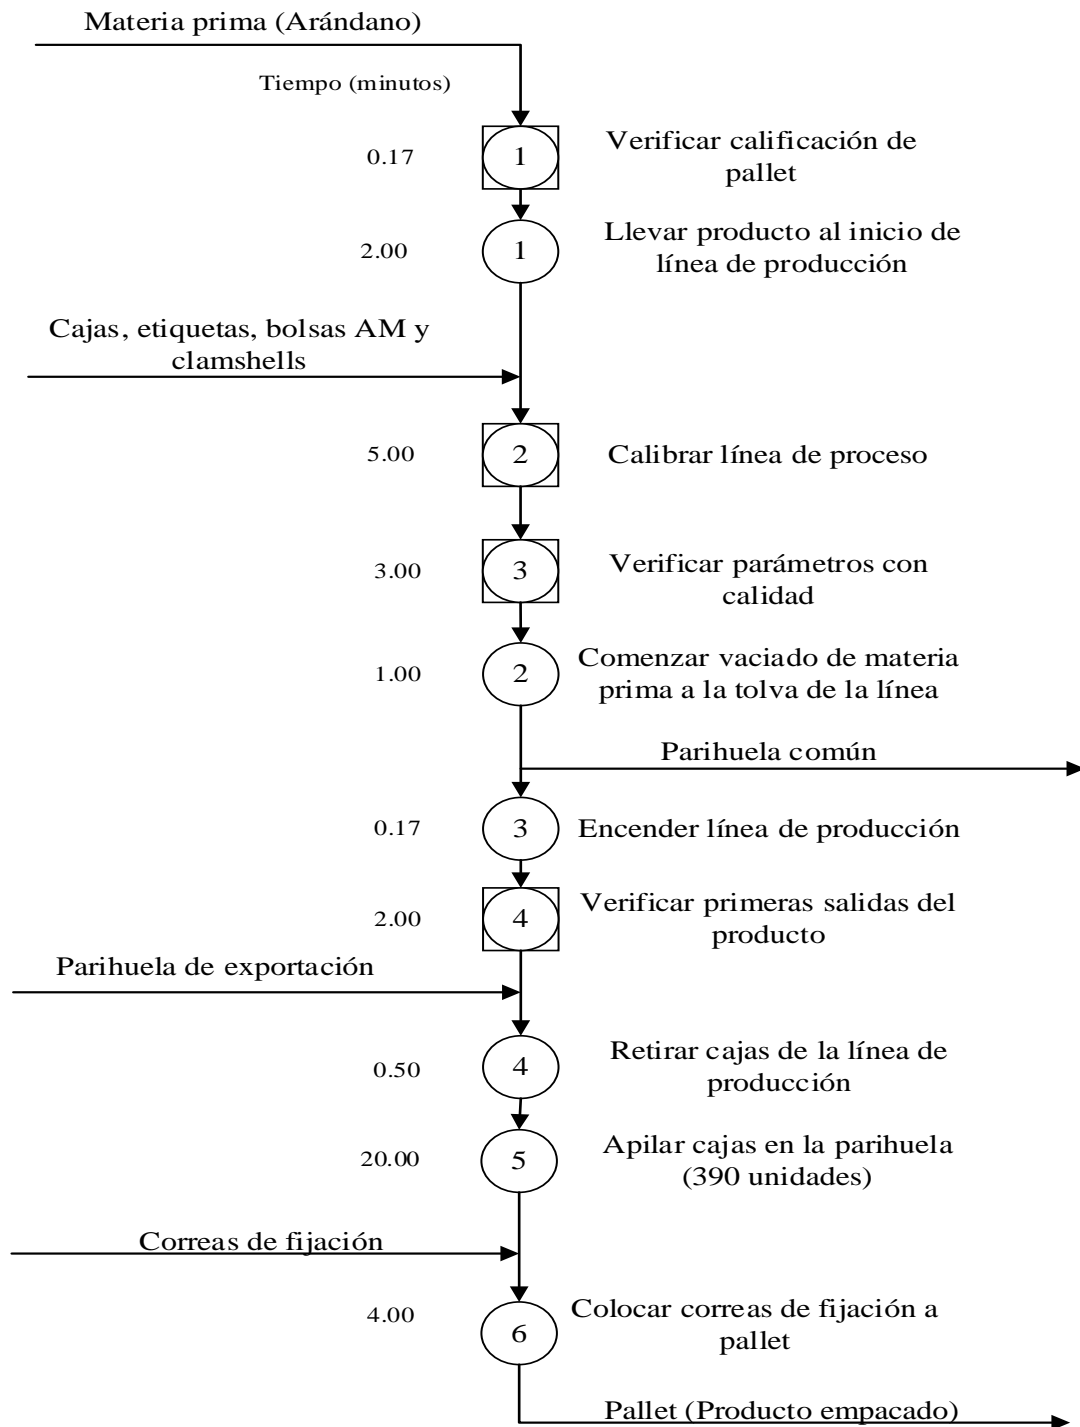 Materia prima (Arándano)
Tiempo (minutos)
0.17
1
Verificar calificación de
pallet
2.00
1
Llevar producto al inicio de
línea de producción
Cajas, etiquetas, bolsas AM y
clamshells
5.00
2
Calibrar línea de proceso
3.00
3
Verificar parámetros con
calidad
1.00
2
Comenzar vaciado de materia
prima a la tolva de la línea
Parihuela común
0.17
3
Encender línea de producción
2.00
4
Verificar primeras salidas del
producto
Parihuela de exportación
0.50
4
Retirar cajas de la línea de
producción
20.00
5
Apilar cajas en la parihuela
(390 unidades)
Correas de fijación
4.00
6
Colocar correas de fijación a
pallet
Pallet (Producto empacado)